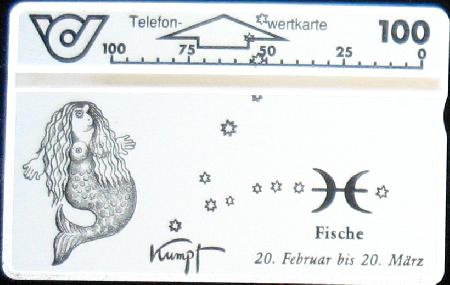 Telefon- wertkarte 100
100 75 50 25 0
Kumpf
Fische
20. Februar bis 20. März